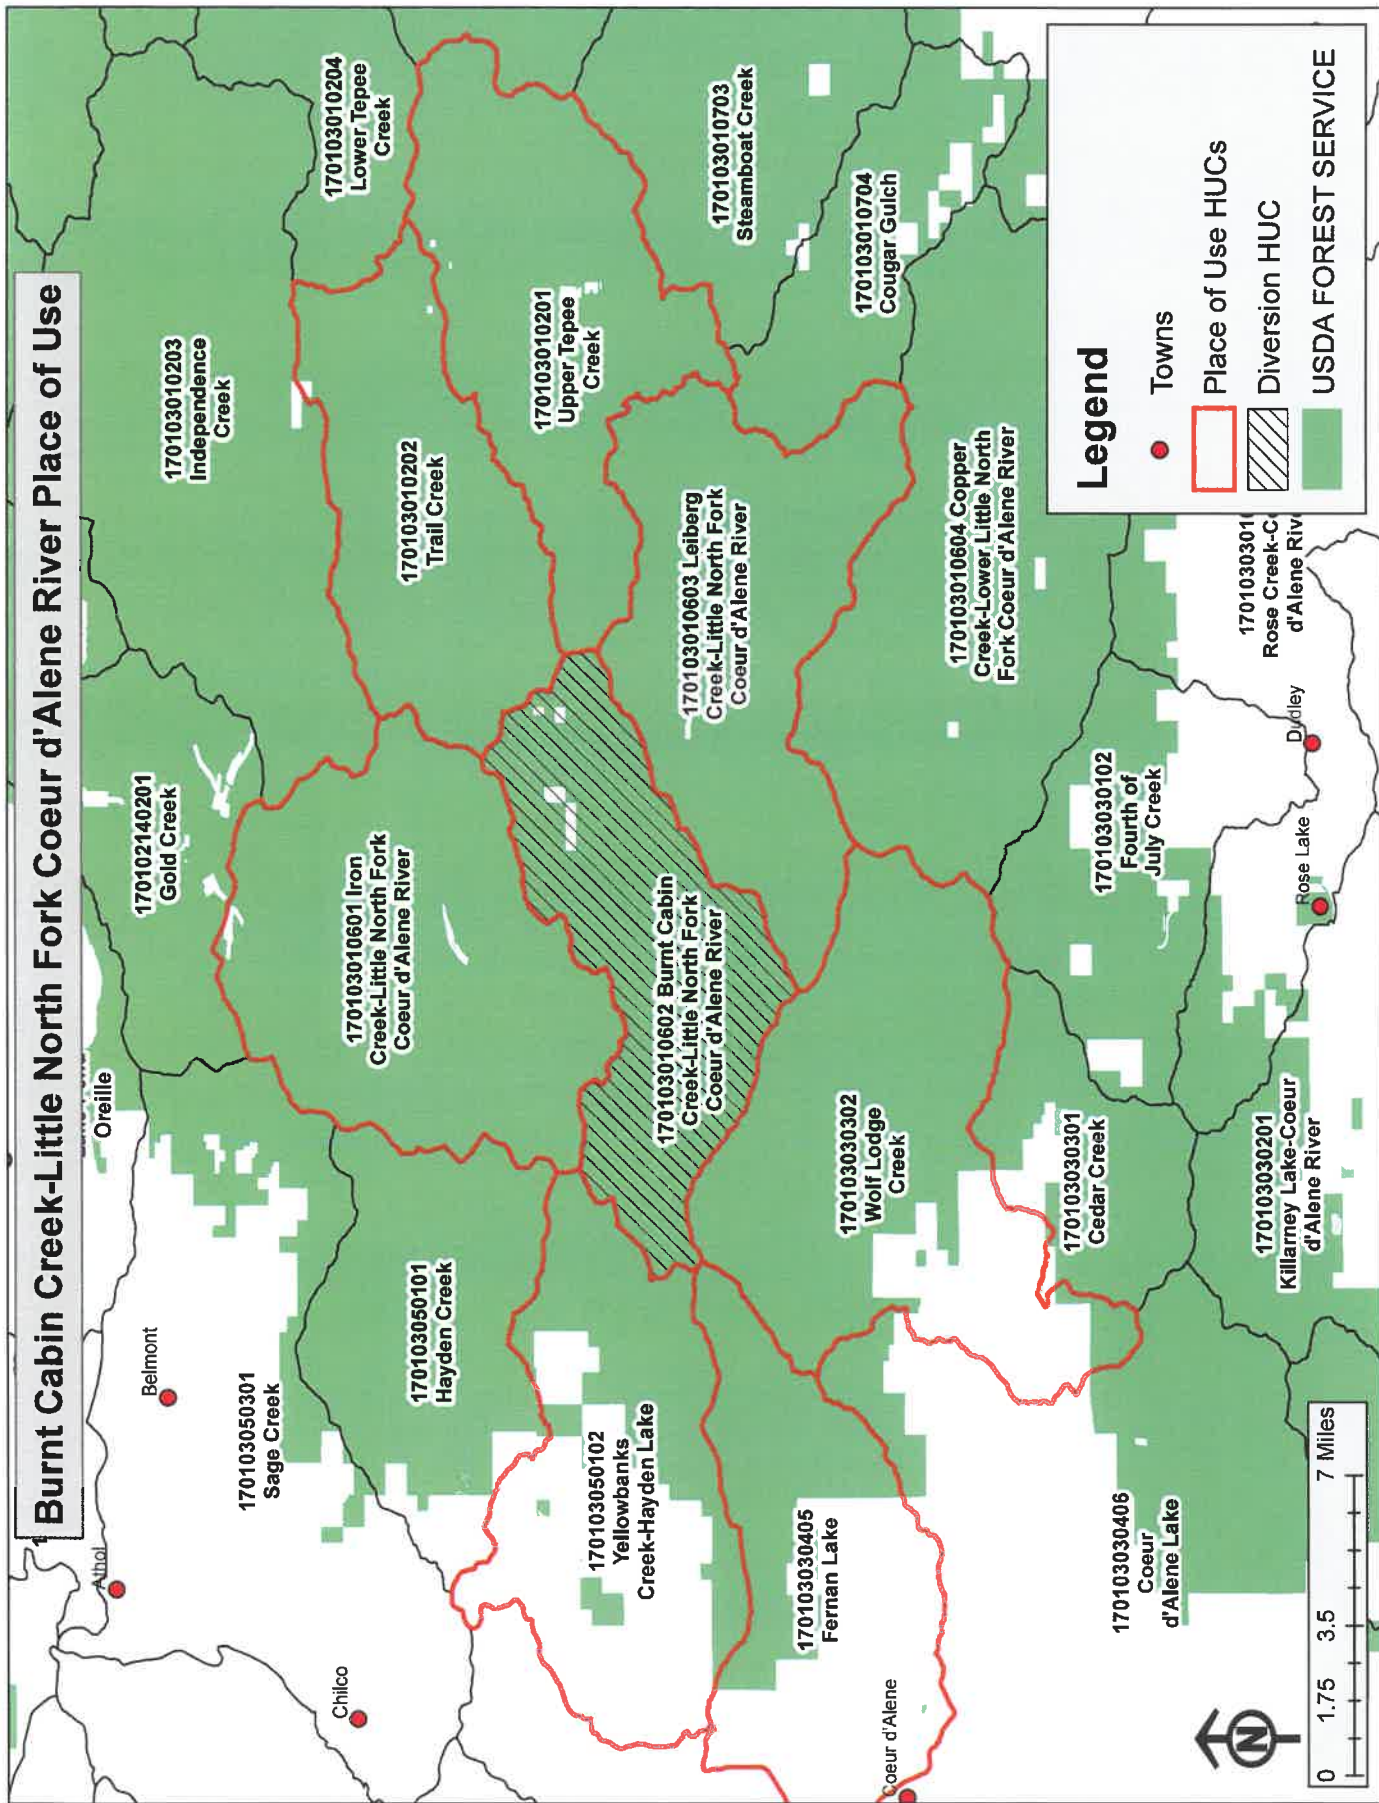 Burnt Cabin Creek-Little North Fork Coeur d'Alene River Place of Use
Athol
Belmont
Oreille
170102140201
Gold Creek
170103010203
Independence
Creek
170103010204
Lower Tepee
Creek
170103050301
Sage Creek
Chilco
170103050101
Hayden Creek
170103010601 Iron
Creek-Little North Fork
Coeur d'Alene River
170103010202
Trail Creek
170103010201
Upper Tepee
Creek
170103050102
Yellowbanks
Creek-Hayden Lake
170103010602 Burnt Cabin
Creek-Little North Fork
Coeur d'Alene River
170103010603 Leiberg
Creek-Little North Fork
Coeur d'Alene River
170103010703
Steamboat Creek
170103030405
Fernan Lake
170103030302
Wolf Lodge
Creek
170103010704
Cougar Gulch
Coeur d'Alene
170103010604 Copper
Creek-Lower Little North
Fork Coeur d'Alene River
170103030301
Cedar Creek
170103030102
Fourth of
July Creek
170103030406
Coeur
d'Alene Lake
170103030201
Killarney Lake-Coeur
d'Alene River
Rose Lake
Dudley
17010303010
Rose Creek-Co
d'Alene Rive
N
0 1.75 3.5 7 Miles
Legend
Towns
Place of Use HUCs
Diversion HUC
USDA FOREST SERVICE